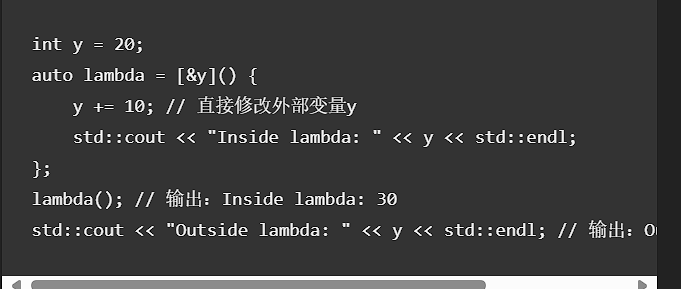 int y = 20;
auto lambda = [&y]() {
    y += 10; // 直接修改外部变量y
    std::cout << "Inside lambda: " << y << std::endl;
};
lambda(); // 输出：Inside lambda: 30
std::cout << "Outside lambda: " << y << std::endl; // 输出：